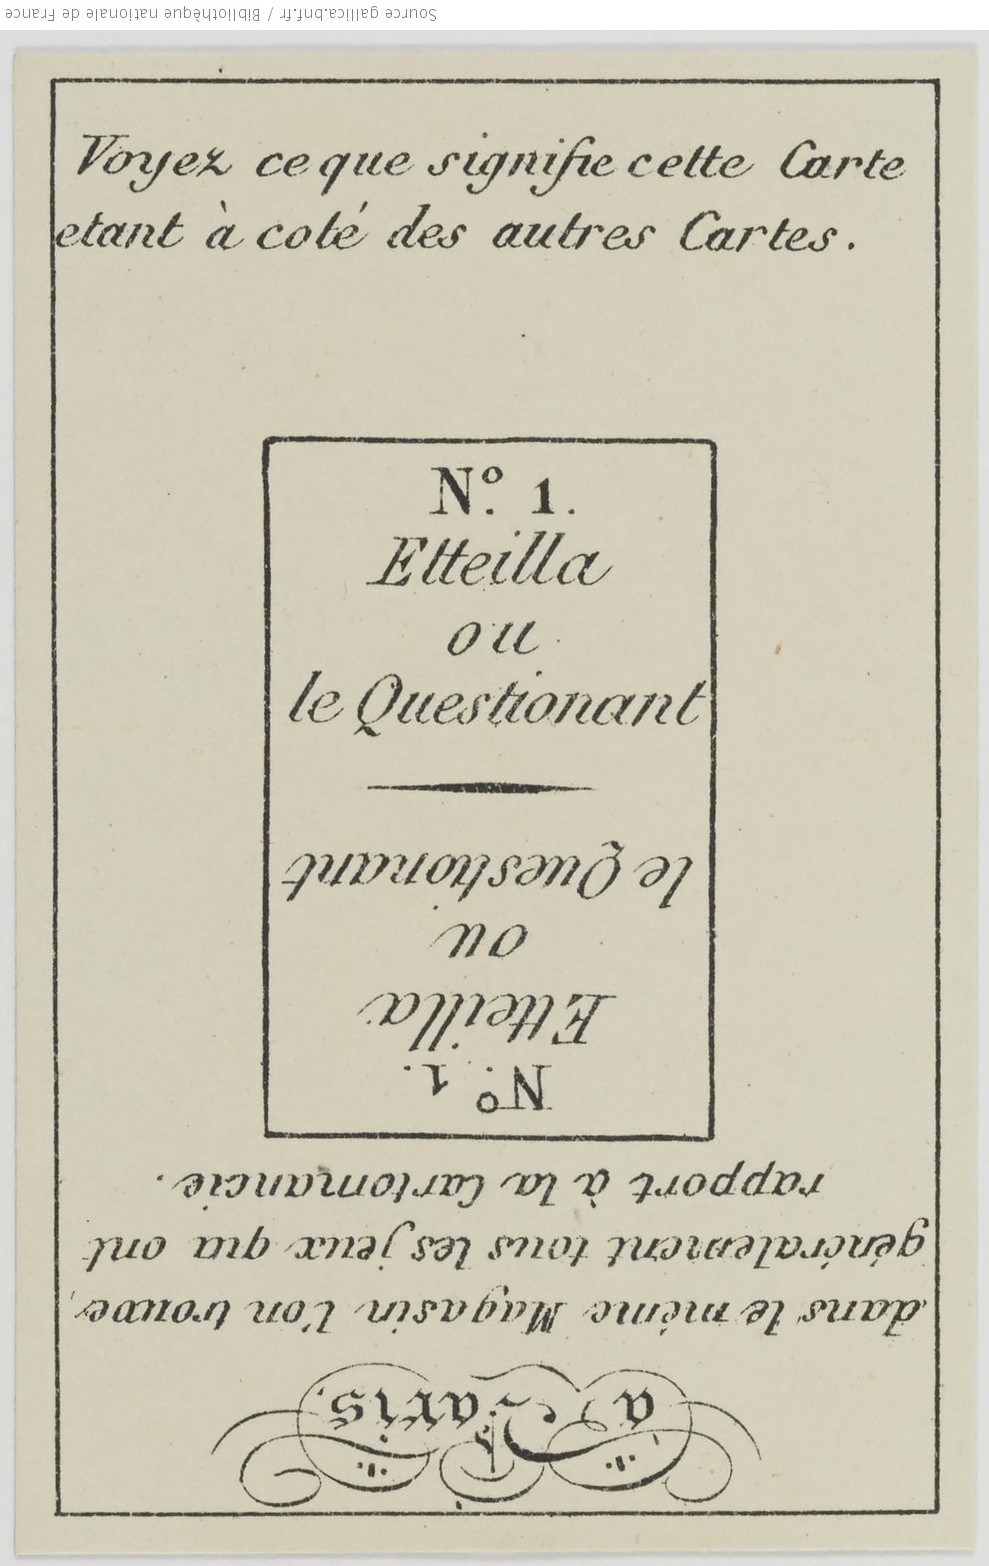 Source gallica.bnf.fr / Bibliothèque nationale de France
Voyez ce que signifie cette Carte
etant à coté des autres Cartes.
N.º 1.
Etteilla
ou
le Questionant
N.º 1.
Etteilla
ou
le Questionant
à Paris.
dans le même Magasin l'on trouve,
généralement tous les jeux qui ont
rapport à la Cartomancie.